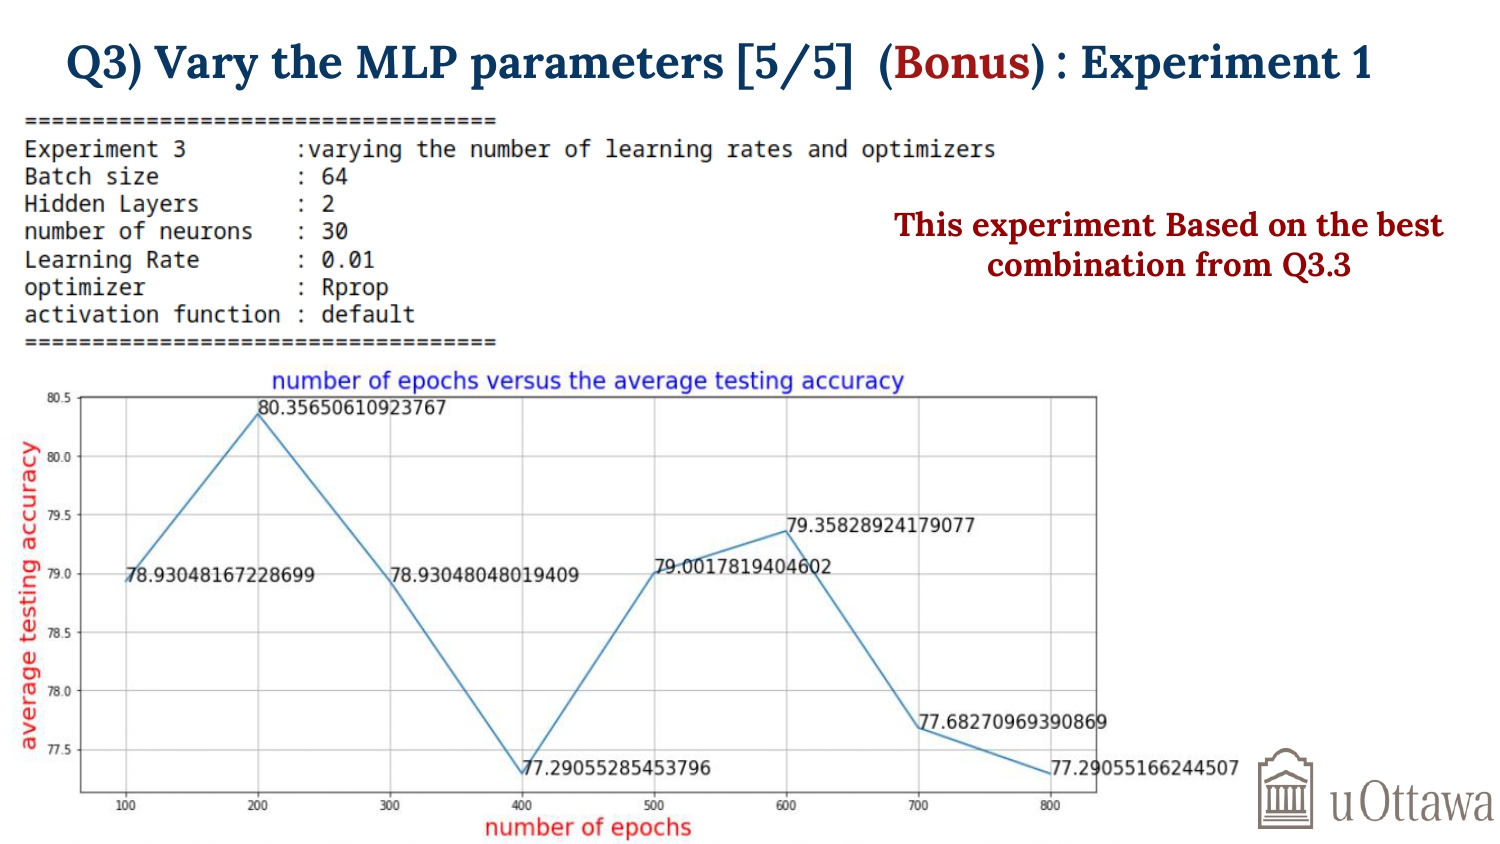 Q3) Vary the MLP parameters [5/5] (Bonus) : Experiment 1
===================================
Experiment 3 :varying the number of learning rates and optimizers
Batch size : 64
Hidden Layers : 2
number of neurons : 30
Learning Rate : 0.01
optimizer : Rprop
activation function : default
===================================
This experiment Based on the best
combination from Q3.3
number of epochs versus the average testing accuracy
average testing accuracy
80.5
80.0
79.5
79.0
78.5
78.0
77.5
78.93048167228699
80.35650610923767
78.93048048019409
77.29055285453796
79.0017819404602
79.35828924179077
77.68270969390869
77.29055166244507
100 200 300 400 500 600 700 800
number of epochs
uOttawa